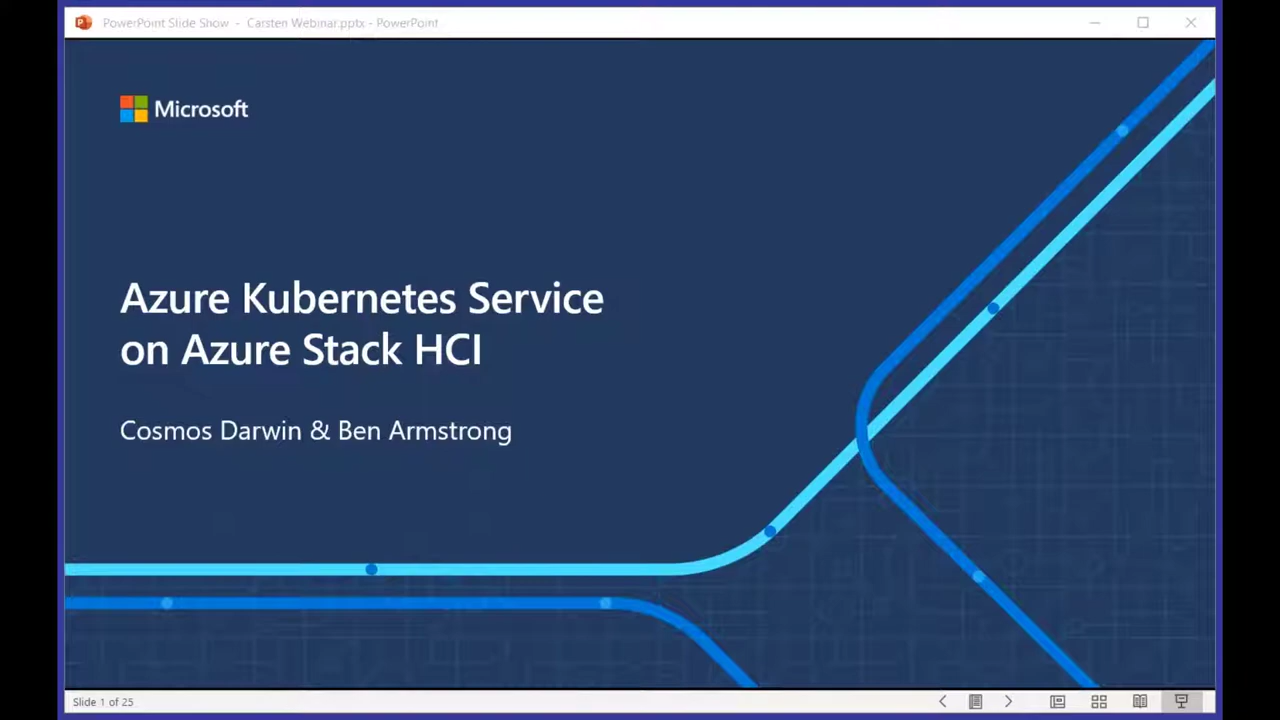 PowerPoint Slide Show - Carsten Webinar.pptx - PowerPoint
Microsoft
Azure Kubernetes Service
on Azure Stack HCI
Cosmos Darwin & Ben Armstrong
Slide 1 of 25